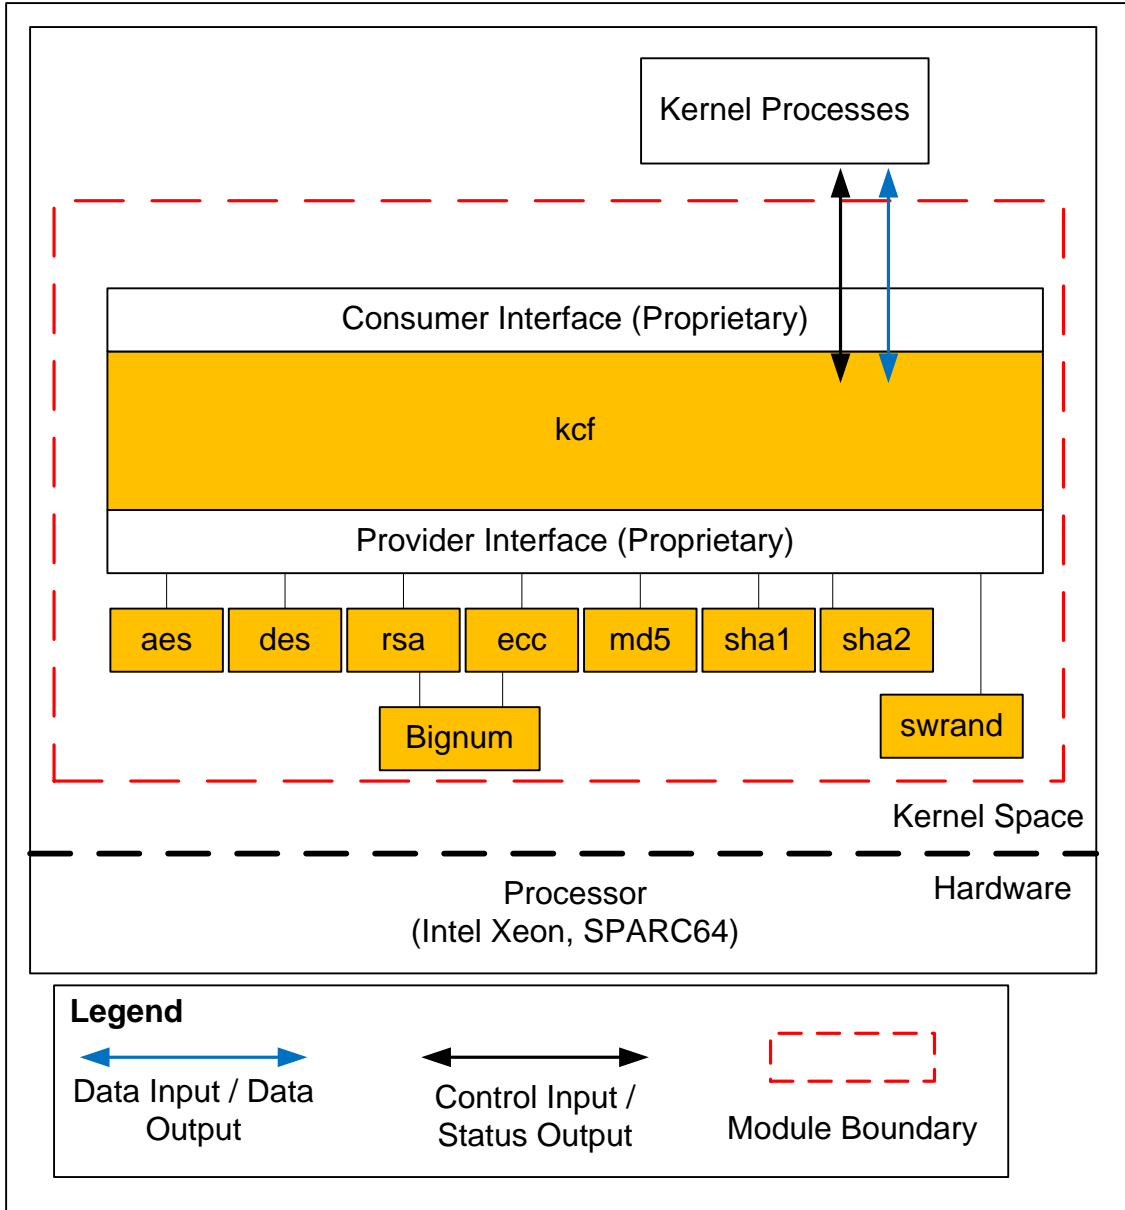 Kernel Processes
Consumer Interface (Proprietary)
kcf
Provider Interface (Proprietary)
aes
des
rsa
ecc
md5
sha1
sha2
Bignum
swrand
Kernel Space
Hardware
Processor
(Intel Xeon, SPARC64)
Legend
Data Input / Data
Output
Control Input /
Status Output
Module Boundary